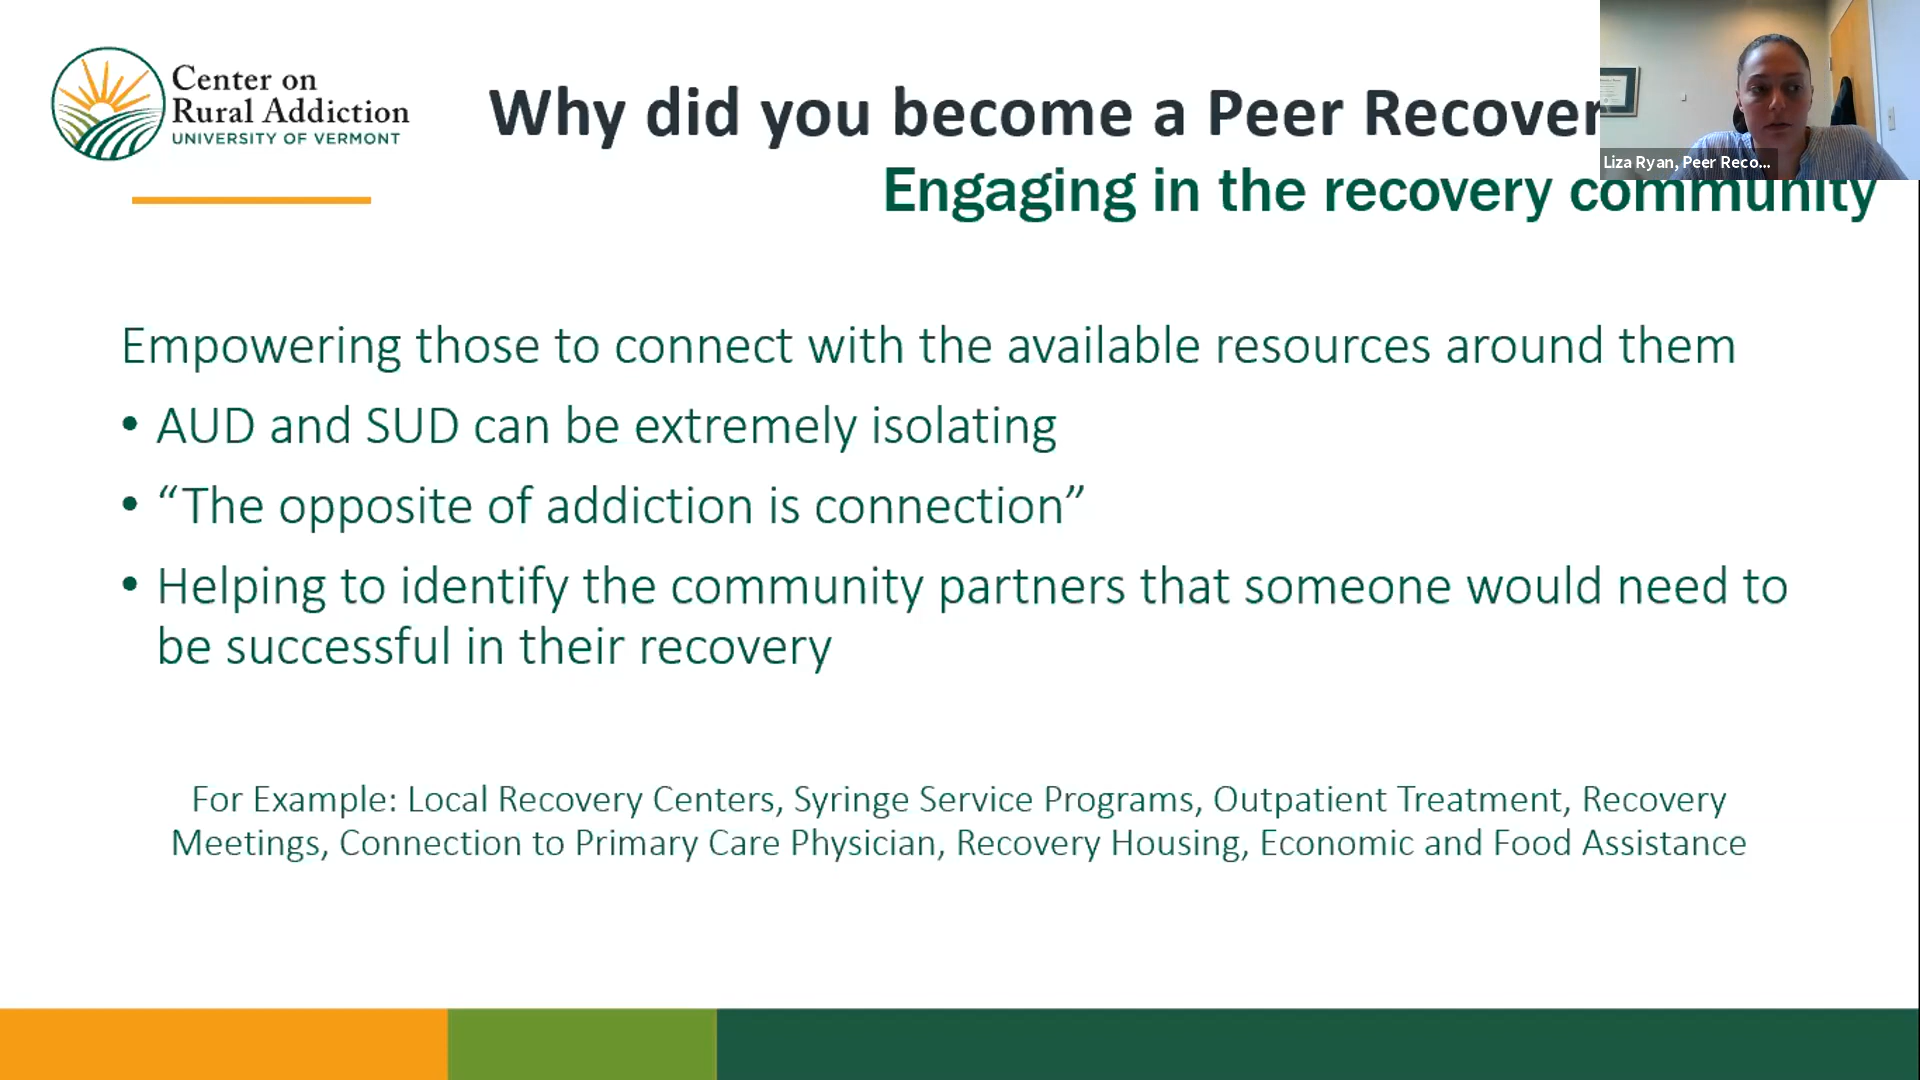 Center on
Rural Addiction
UNIVERSITY OF VERMONT
Why did you become a Peer Recover
Engaging in the recovery community
Liza Ryan, Peer Reco...
Empowering those to connect with the available resources around them
• AUD and SUD can be extremely isolating
• “The opposite of addiction is connection”
• Helping to identify the community partners that someone would need to
be successful in their recovery
For Example: Local Recovery Centers, Syringe Service Programs, Outpatient Treatment, Recovery
Meetings, Connection to Primary Care Physician, Recovery Housing, Economic and Food Assistance